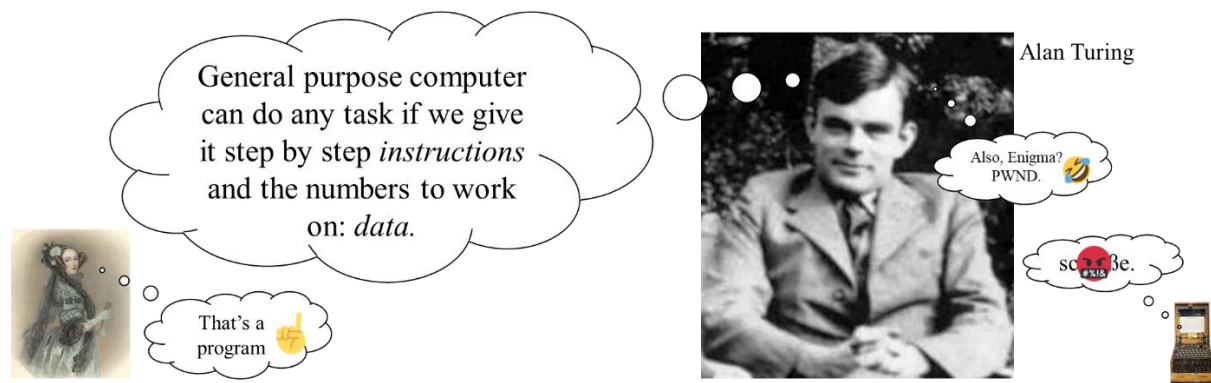 General purpose computer
can do any task if we give
it step by step instructions
and the numbers to work
on: data.
Alan Turing
Also, Enigma?
PWND.
That's a
program
#%!&